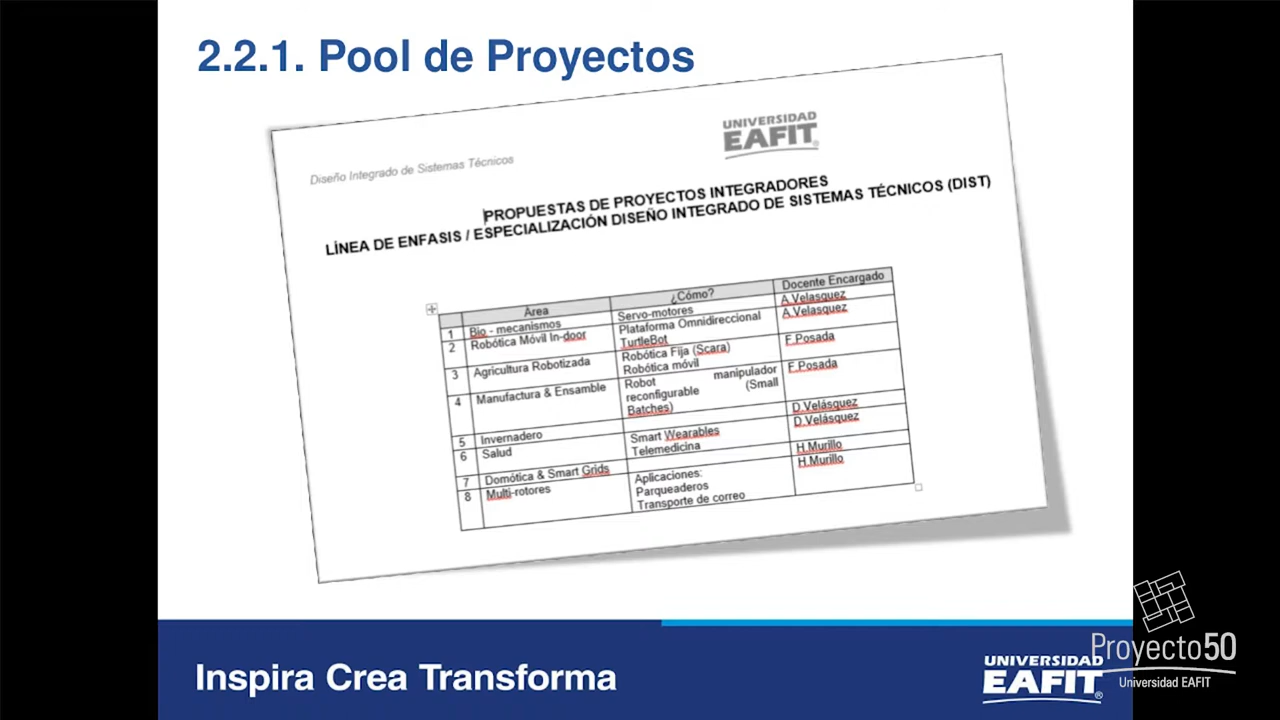 2.2.1. Pool de Proyectos
UNIVERSIDAD
EAFIT
Diseño Integrado de Sistemas Técnicos
PROPUESTAS DE PROYECTOS INTEGRADORES
LÍNEA DE ENFASIS / ESPECIALIZACIÓN DISEÑO INTEGRADO DE SISTEMAS TÉCNICOS (DIST)
Área ¿Cómo? Docente Encargado
1 Bio - mecanismos Servo-motores A.Velasquez
2 Robótica Móvil In-door Plataforma Omnidireccional A.Velasquez
TurtleBot
3 Agricultura Robotizada Robótica Fija (Scara) F.Posada
Robótica móvil
4 Manufactura & Ensamble Robot manipulador F.Posada
reconfigurable (Small
Batches)
5 Invernadero D.Velásquez
6 Salud Smart Wearables D.Velásquez
Telemedicina
7 Domótica & Smart Grids H.Murillo
8 Multi-rotores Aplicaciones: H.Murillo
Parqueaderos
Transporte de correo
Inspira Crea Transforma
UNIVERSIDAD
EAFIT
Proyecto50
Universidad EAFIT